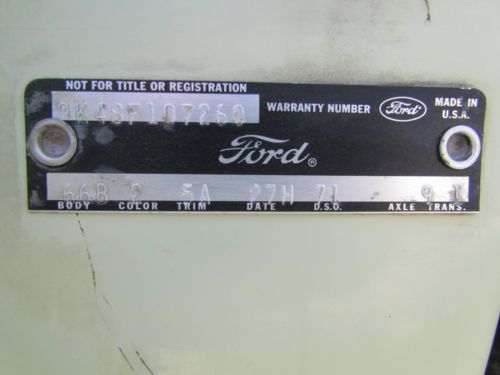 NOT FOR TITLE OR REGISTRATION
9K48F107260
WARRANTY NUMBER
Ford
MADE IN
U.S.A.
Ford®
66B 2 5A 27H 71 9 1
BODY COLOR TRIM DATE D.S.O. AXLE TRANS.